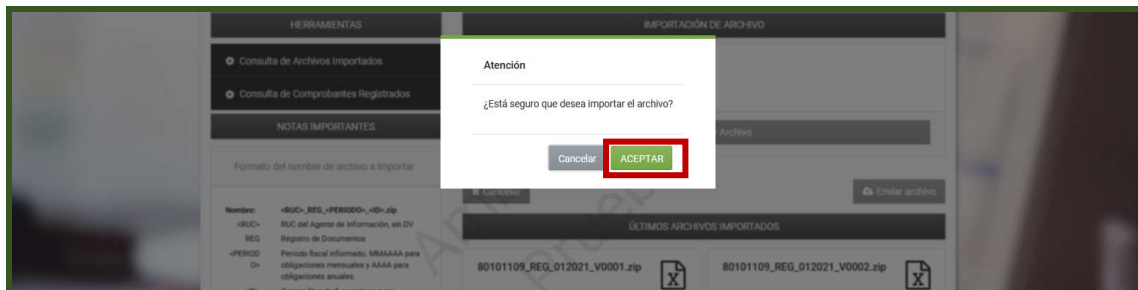 HERRAMIENTAS
IMPORTACIÓN DE ARCHIVO
Consulta de Archivos Importados
Consulta de Comprobantes Registrados
NOTAS IMPORTANTES
Formato del nombre de archivo a importar
Nombre: <RUC>_REG_<PERIODO>_<ID>.zip
<RUC> RUC del Agente de Información, sin DV
REG Registro de Documentos
<PERIOD
O> Periodo fiscal informado. MMAAAA para
obligaciones mensuales y AAAA para
obligaciones anuales.
Atención
¿Está seguro que desea importar el archivo?
Cancelar ACEPTAR
Archivo
Enviar archivo
ÚLTIMOS ARCHIVOS IMPORTADOS
80101109_REG_012021_V0001.zip
80101109_REG_012021_V0002.zip